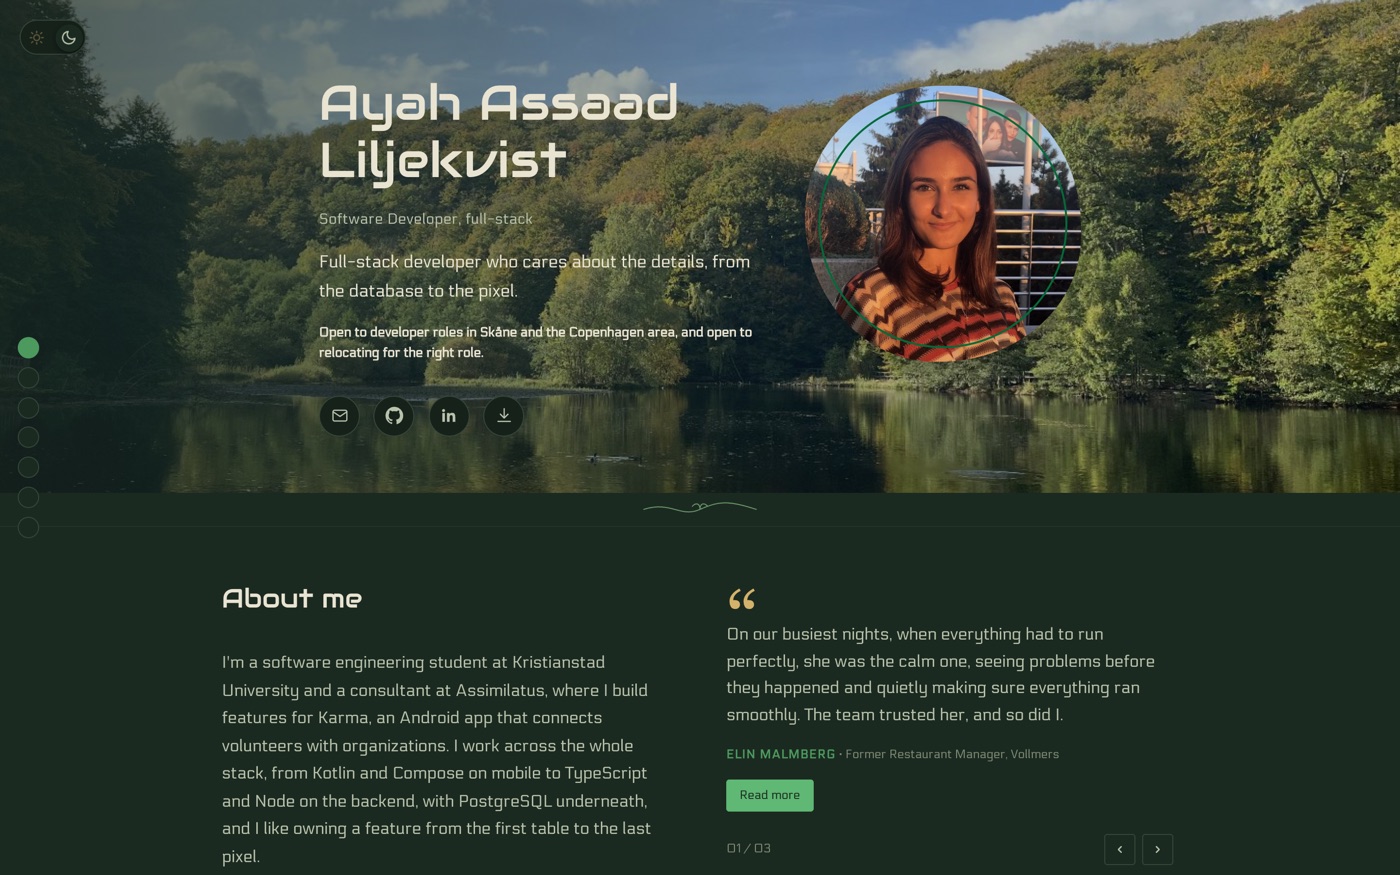 Ayah Assaad
Liljekvist
Software Developer, full-stack
Full-stack developer who cares about the details, from
the database to the pixel.
Open to developer roles in Skåne and the Copenhagen area, and open to
relocating for the right role.
in
About me
I'm a software engineering student at Kristianstad
University and a consultant at Assimilatus, where I build
features for Karma, an Android app that connects
volunteers with organizations. I work across the whole
stack, from Kotlin and Compose on mobile to TypeScript
and Node on the backend, with PostgreSQL underneath,
and I like owning a feature from the first table to the last
pixel.
“
On our busiest nights, when everything had to run
perfectly, she was the calm one, seeing problems before
they happened and quietly making sure everything ran
smoothly. The team trusted her, and so did I.
ELIN MALMBERG · Former Restaurant Manager, Vollmers
Read more
01 / 03
‹ ›